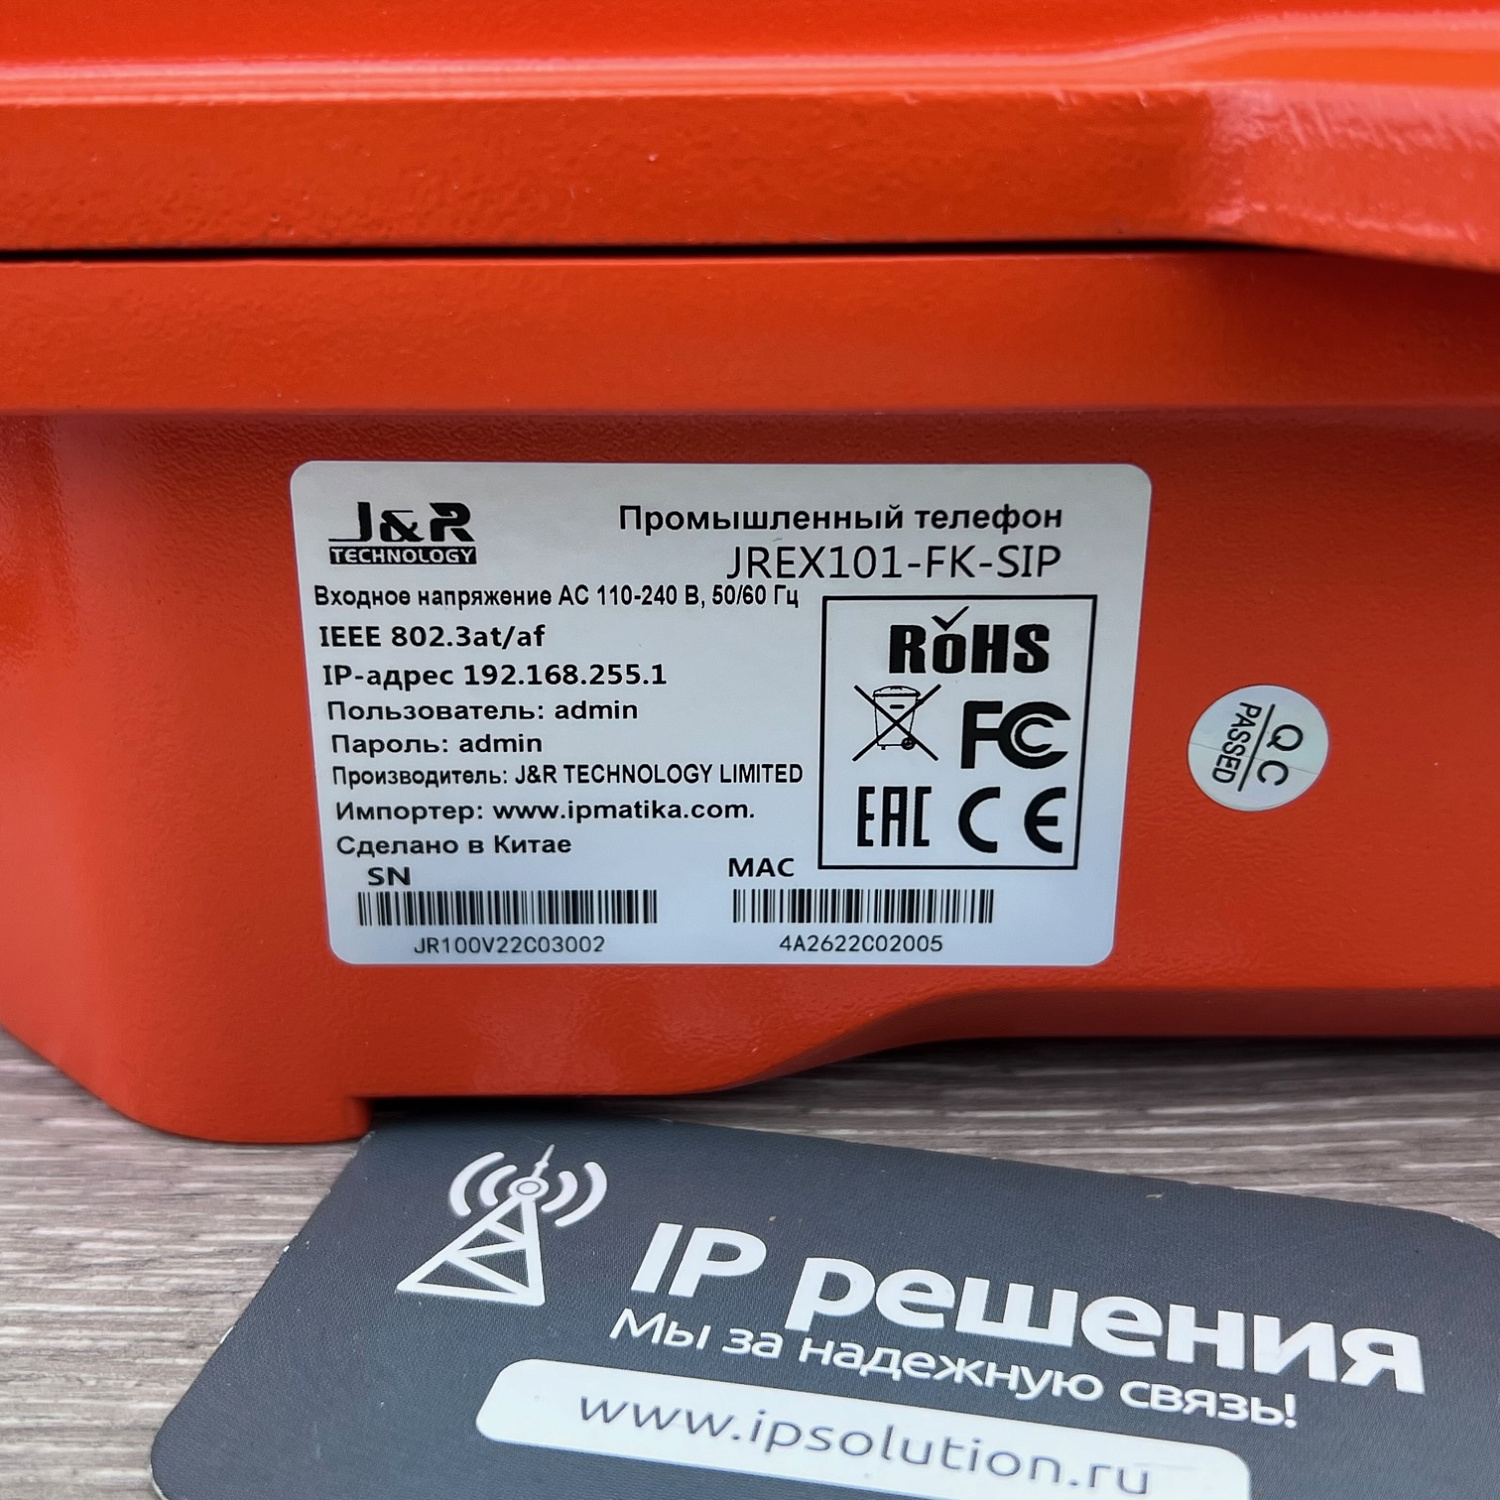 J&R
TECHNOLOGY
Промышленный телефон
JREX101-FK-SIP
Входное напряжение AC 110-240 В, 50/60 Гц
IEEE 802.3at/af
IP-адрес 192.168.255.1
Пользователь: admin
Пароль: admin
Производитель: J&R TECHNOLOGY LIMITED
Импортер: www.ipmatika.com.
Сделано в Китае
RoHS
FC
EAC CE
SN
JR100V22C03002
MAC
4A2622C02005
QC
PASSED
IP решения
Мы за надежную связь!
www.ipsolution.ru